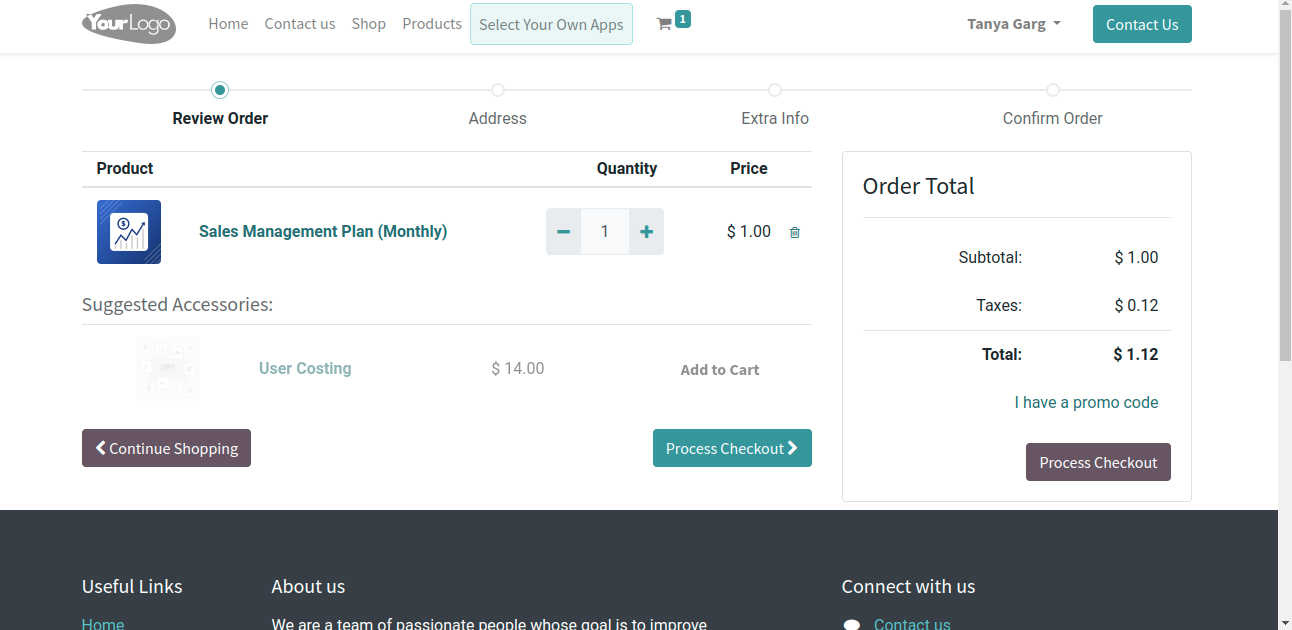 YourLogo
Home Contact us Shop Products Select Your Own Apps 1 Tanya Garg Contact Us
Review Order Address Extra Info Confirm Order
Product Quantity Price
Sales Management Plan (Monthly) 1 $ 1.00
Suggested Accessories:
User Costing $ 14.00 Add to Cart
Continue Shopping Process Checkout
Order Total
Subtotal: $ 1.00
Taxes: $ 0.12
Total: $ 1.12
I have a promo code
Process Checkout
Useful Links About us Connect with us
Home We are a team of passionate people whose goal is to improve Contact us